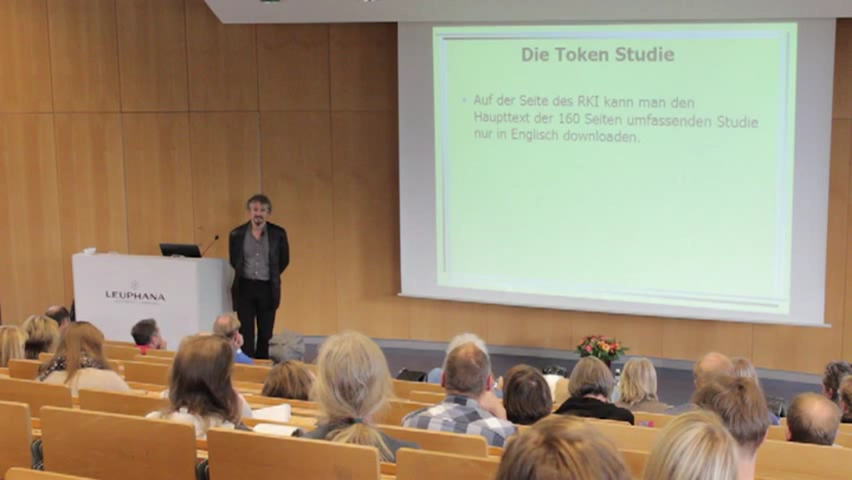 Die Token Studie
Auf der Seite des RKI kann man den
Haupttext der 160 Seiten umfassenden Studie
nur in Englisch downloaden.
LEUPHANA